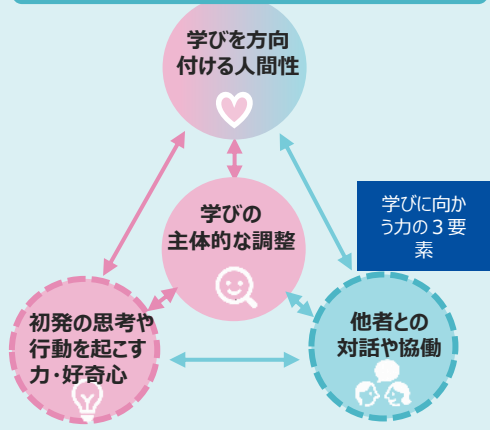 学びを方向
付ける人間性
学びの
主体的な調整
学びに向か
う力の３要
素
初発の思考や
行動を起こす
力・好奇心
他者との
対話や協働